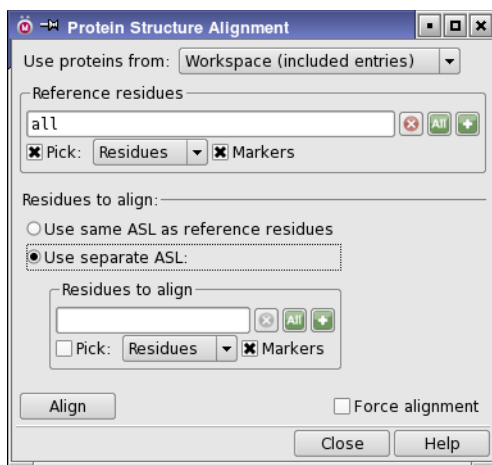 Protein Structure Alignment
Use proteins from: Workspace (included entries)
Reference residues
all All
Pick: Residues Markers
Residues to align:
Use same ASL as reference residues
Use separate ASL:
Residues to align
All
Pick: Residues Markers
Align Force alignment
Close Help